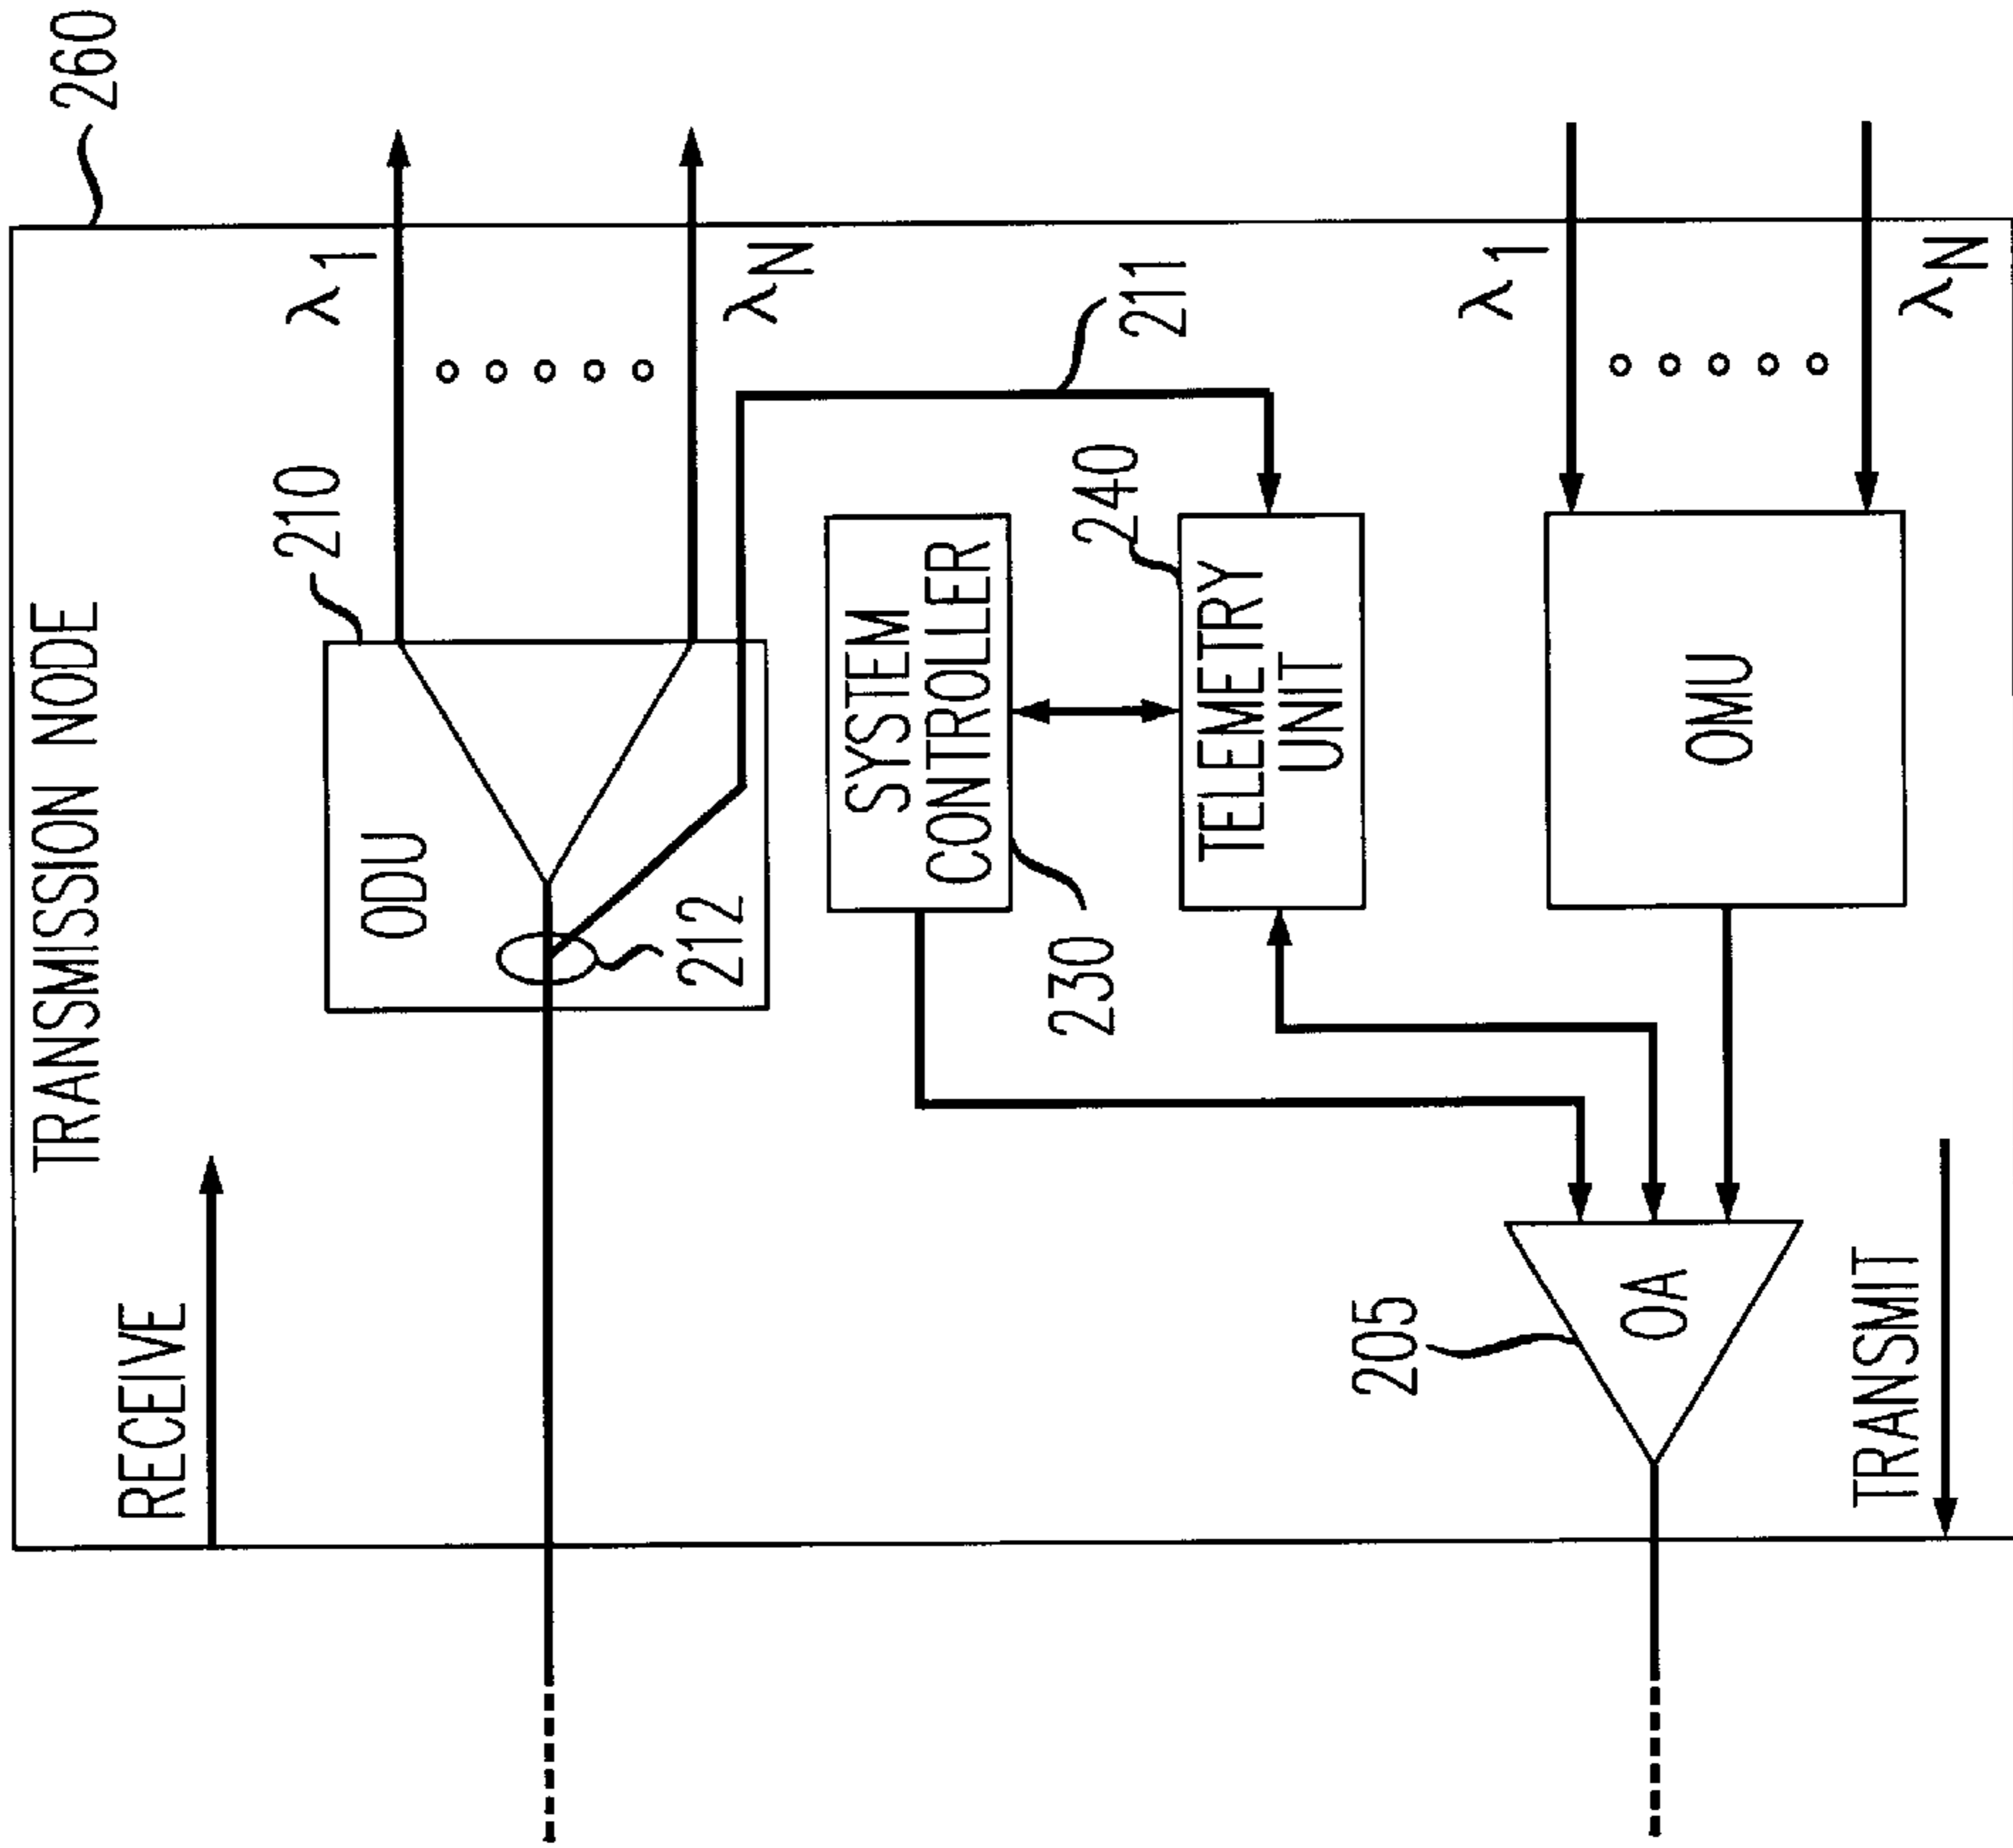 260
TRANSMISSION NODE
RECEIVE
210
ODU
212
λ1
λN
211
SYSTEM
CONTROLLER
230
240
TELEMETRY
UNIT
λ1
λN
OMU
205
OA
TRANSMIT